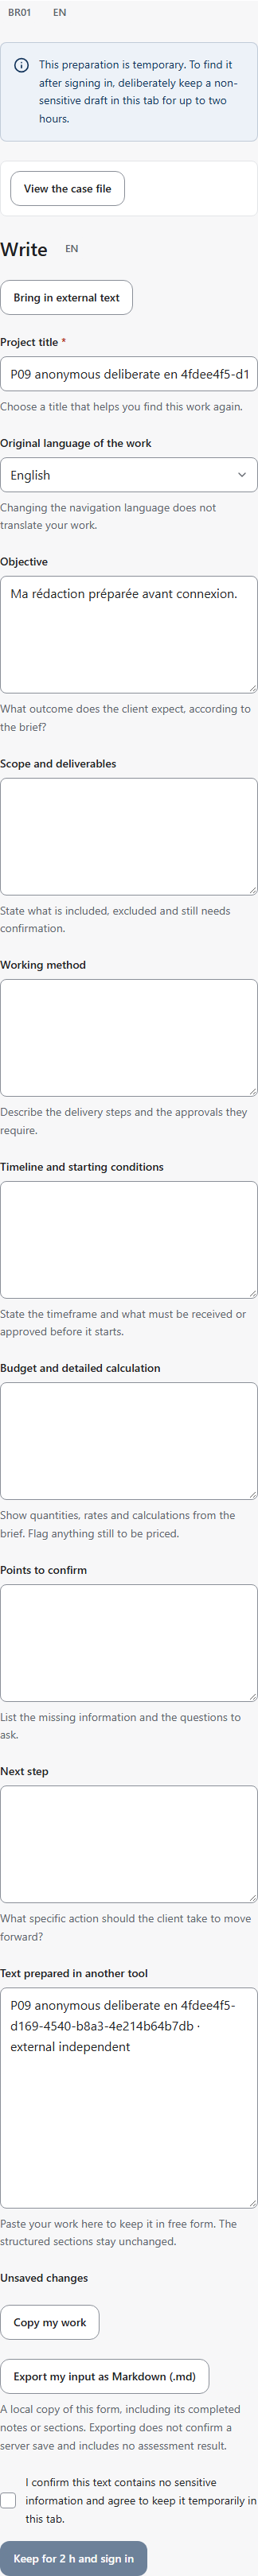 BR01 EN
This preparation is temporary. To find it
after signing in, deliberately keep a non-
sensitive draft in this tab for up to two
hours.
View the case file
Write EN
Bring in external text
Project title *
P09 anonymous deliberate en 4fdee4f5-d1
Choose a title that helps you find this work again.
Original language of the work
English
Changing the navigation language does not
translate your work.
Objective
Ma rédaction préparée avant connexion.
What outcome does the client expect, according to
the brief?
Scope and deliverables
State what is included, excluded and still needs
confirmation.
Working method
Describe the delivery steps and the approvals they
require.
Timeline and starting conditions
State the timeframe and what must be received or
approved before it starts.
Budget and detailed calculation
Show quantities, rates and calculations from the
brief. Flag anything still to be priced.
Points to confirm
List the missing information and the questions to
ask.
Next step
What specific action should the client take to move
forward?
Text prepared in another tool
P09 anonymous deliberate en 4fdee4f5-
d169-4540-b8a3-4e214b64b7db ·
external independent
Paste your work here to keep it in free form. The
structured sections stay unchanged.
Unsaved changes
Copy my work
Export my input as Markdown (.md)
A local copy of this form, including its completed
notes or sections. Exporting does not confirm a
server save and includes no assessment result.
I confirm this text contains no sensitive
information and agree to keep it temporarily in
this tab.
Keep for 2 h and sign in